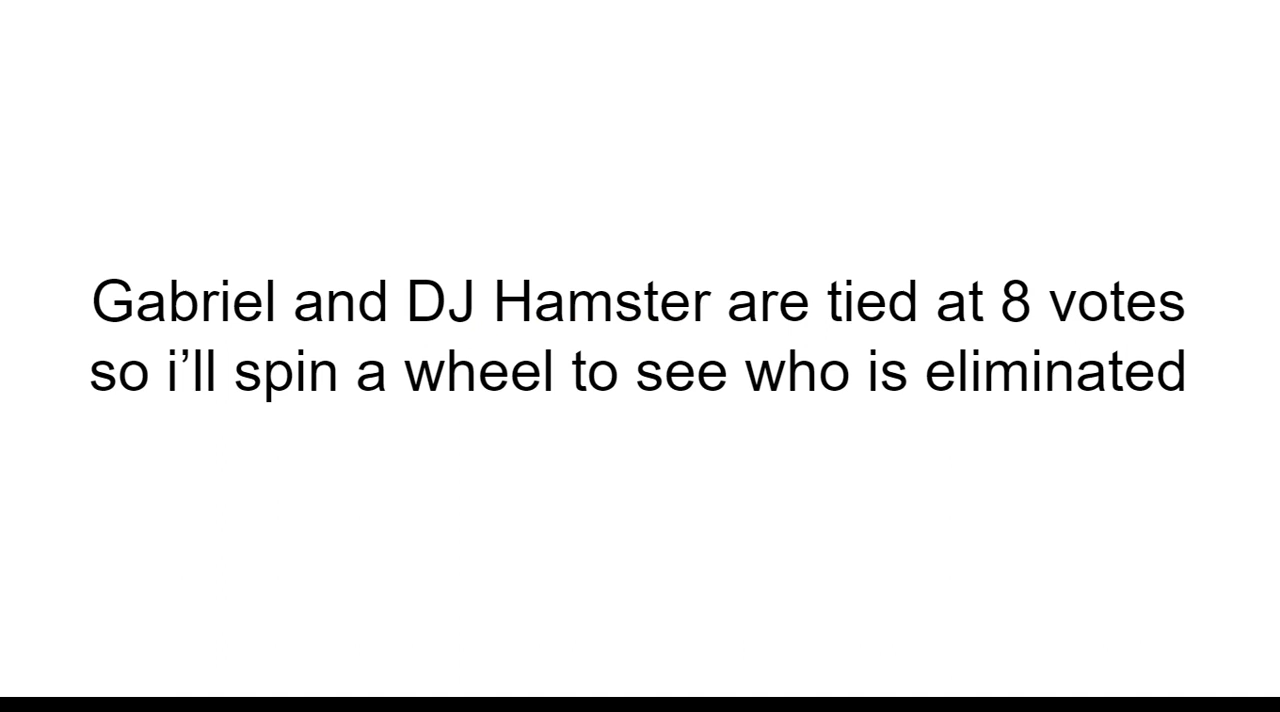 Gabriel and DJ Hamster are tied at 8 votes
so i’ll spin a wheel to see who is eliminated